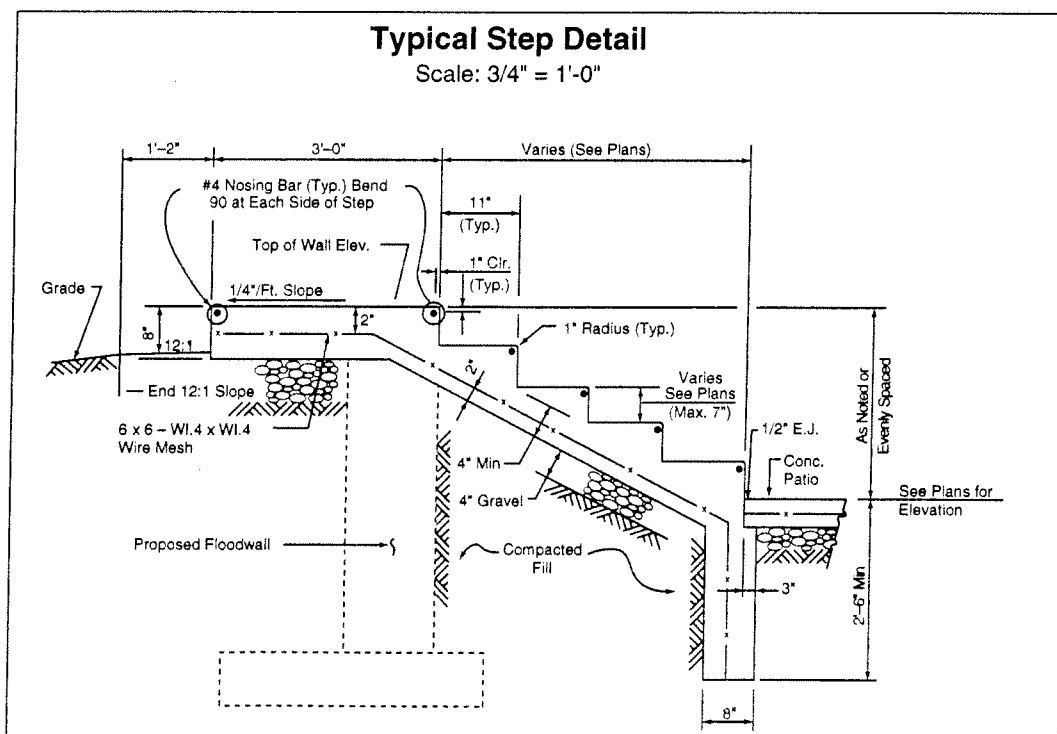 Typical Step Detail
Scale: 3/4" = 1'-0"
1'-2"
3'-0"
Varies (See Plans)
#4 Nosing Bar (Typ.) Bend
90 at Each Side of Step
11"
(Typ.)
Top of Wall Elev.
1" Clr.
(Typ.)
Grade
1/4"/Ft. Slope
8"
2"
1" Radius (Typ.)
12:1
2"
Varies
See Plans
(Max. 7")
As Noted or
Evenly Spaced
End 12:1 Slope
1/2" E.J.
6 x 6 – WI.4 x WI.4
Wire Mesh
4" Min
Conc.
Patio
4" Gravel
See Plans for
Elevation
Proposed Floodwall
Compacted
Fill
3"
2'-6" Min
8"